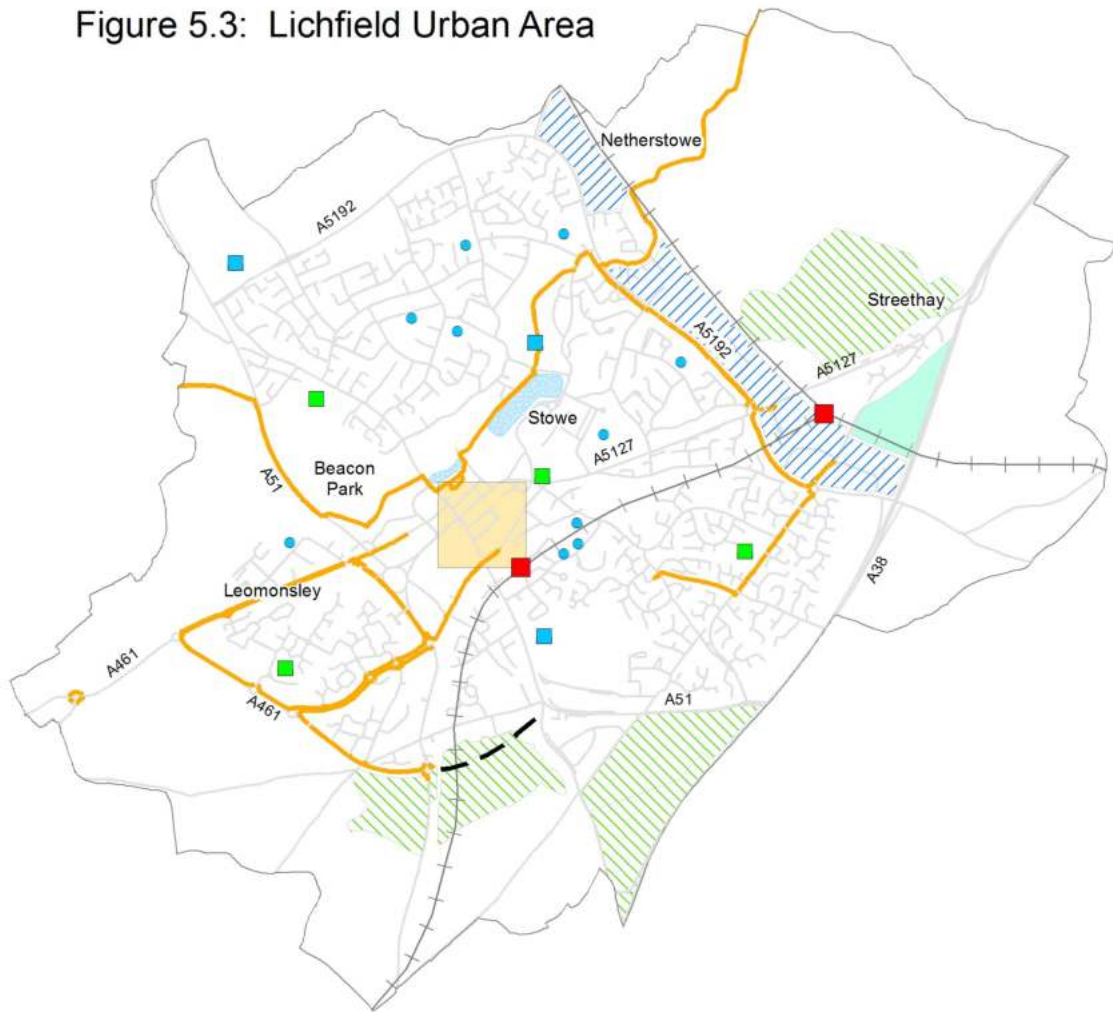 Figure 5.3: Lichfield Urban Area
Netherstowe
A5192
Streethay
A5192
A5127
Stowe
A5127
A51
Beacon
Park
A38
Leomonsley
A461
A461
A51